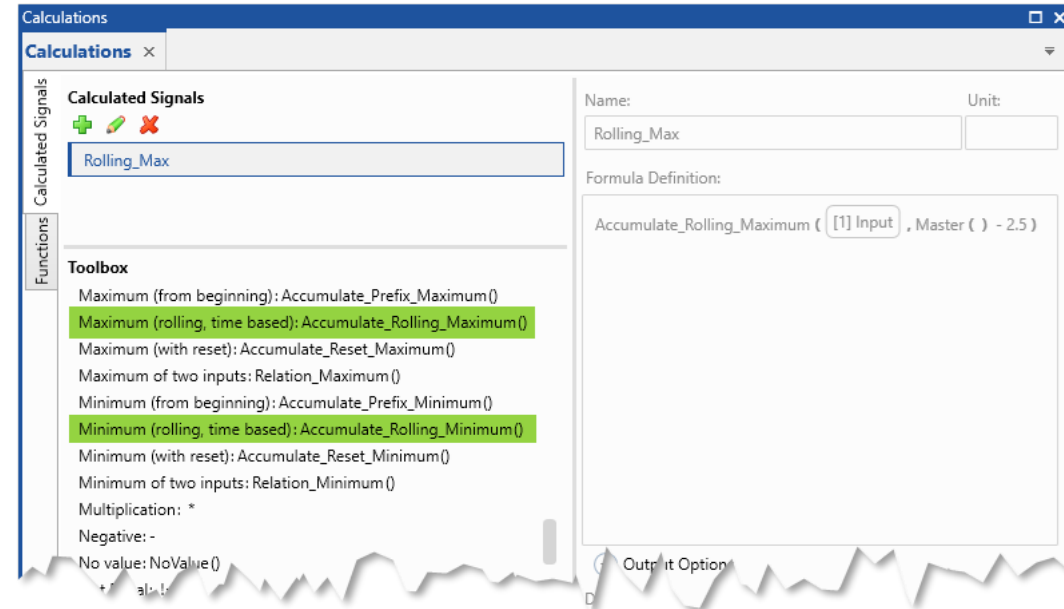 Calculations
Calculations ×
Calculated Signals
Functions
Calculated Signals
Rolling_Max
Toolbox
Maximum (from beginning): Accumulate_Prefix_Maximum()
Maximum (rolling, time based): Accumulate_Rolling_Maximum()
Maximum (with reset): Accumulate_Reset_Maximum()
Maximum of two inputs: Relation_Maximum()
Minimum (from beginning): Accumulate_Prefix_Minimum()
Minimum (rolling, time based): Accumulate_Rolling_Minimum()
Minimum (with reset): Accumulate_Reset_Minimum()
Minimum of two inputs: Relation_Minimum()
Multiplication: *
Negative: -
No value: NoValue()
Name:
Unit:
Rolling_Max
Formula Definition:
Accumulate_Rolling_Maximum ( [1] Input , Master ( ) - 2.5 )
Output Option